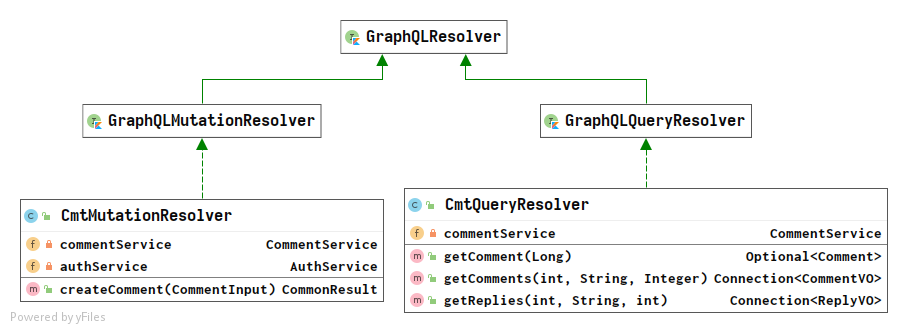 GraphQLResolver
GraphQLMutationResolver
GraphQLQueryResolver
CmtMutationResolver
commentService CommentService
authService AuthService
createComment(CommentInput) CommonResult
CmtQueryResolver
commentService CommentService
getComment(Long) Optional<Comment>
getComments(int, String, Integer) Connection<CommentVO>
getReplies(int, String, int) Connection<ReplyVO>
Powered by yFiles